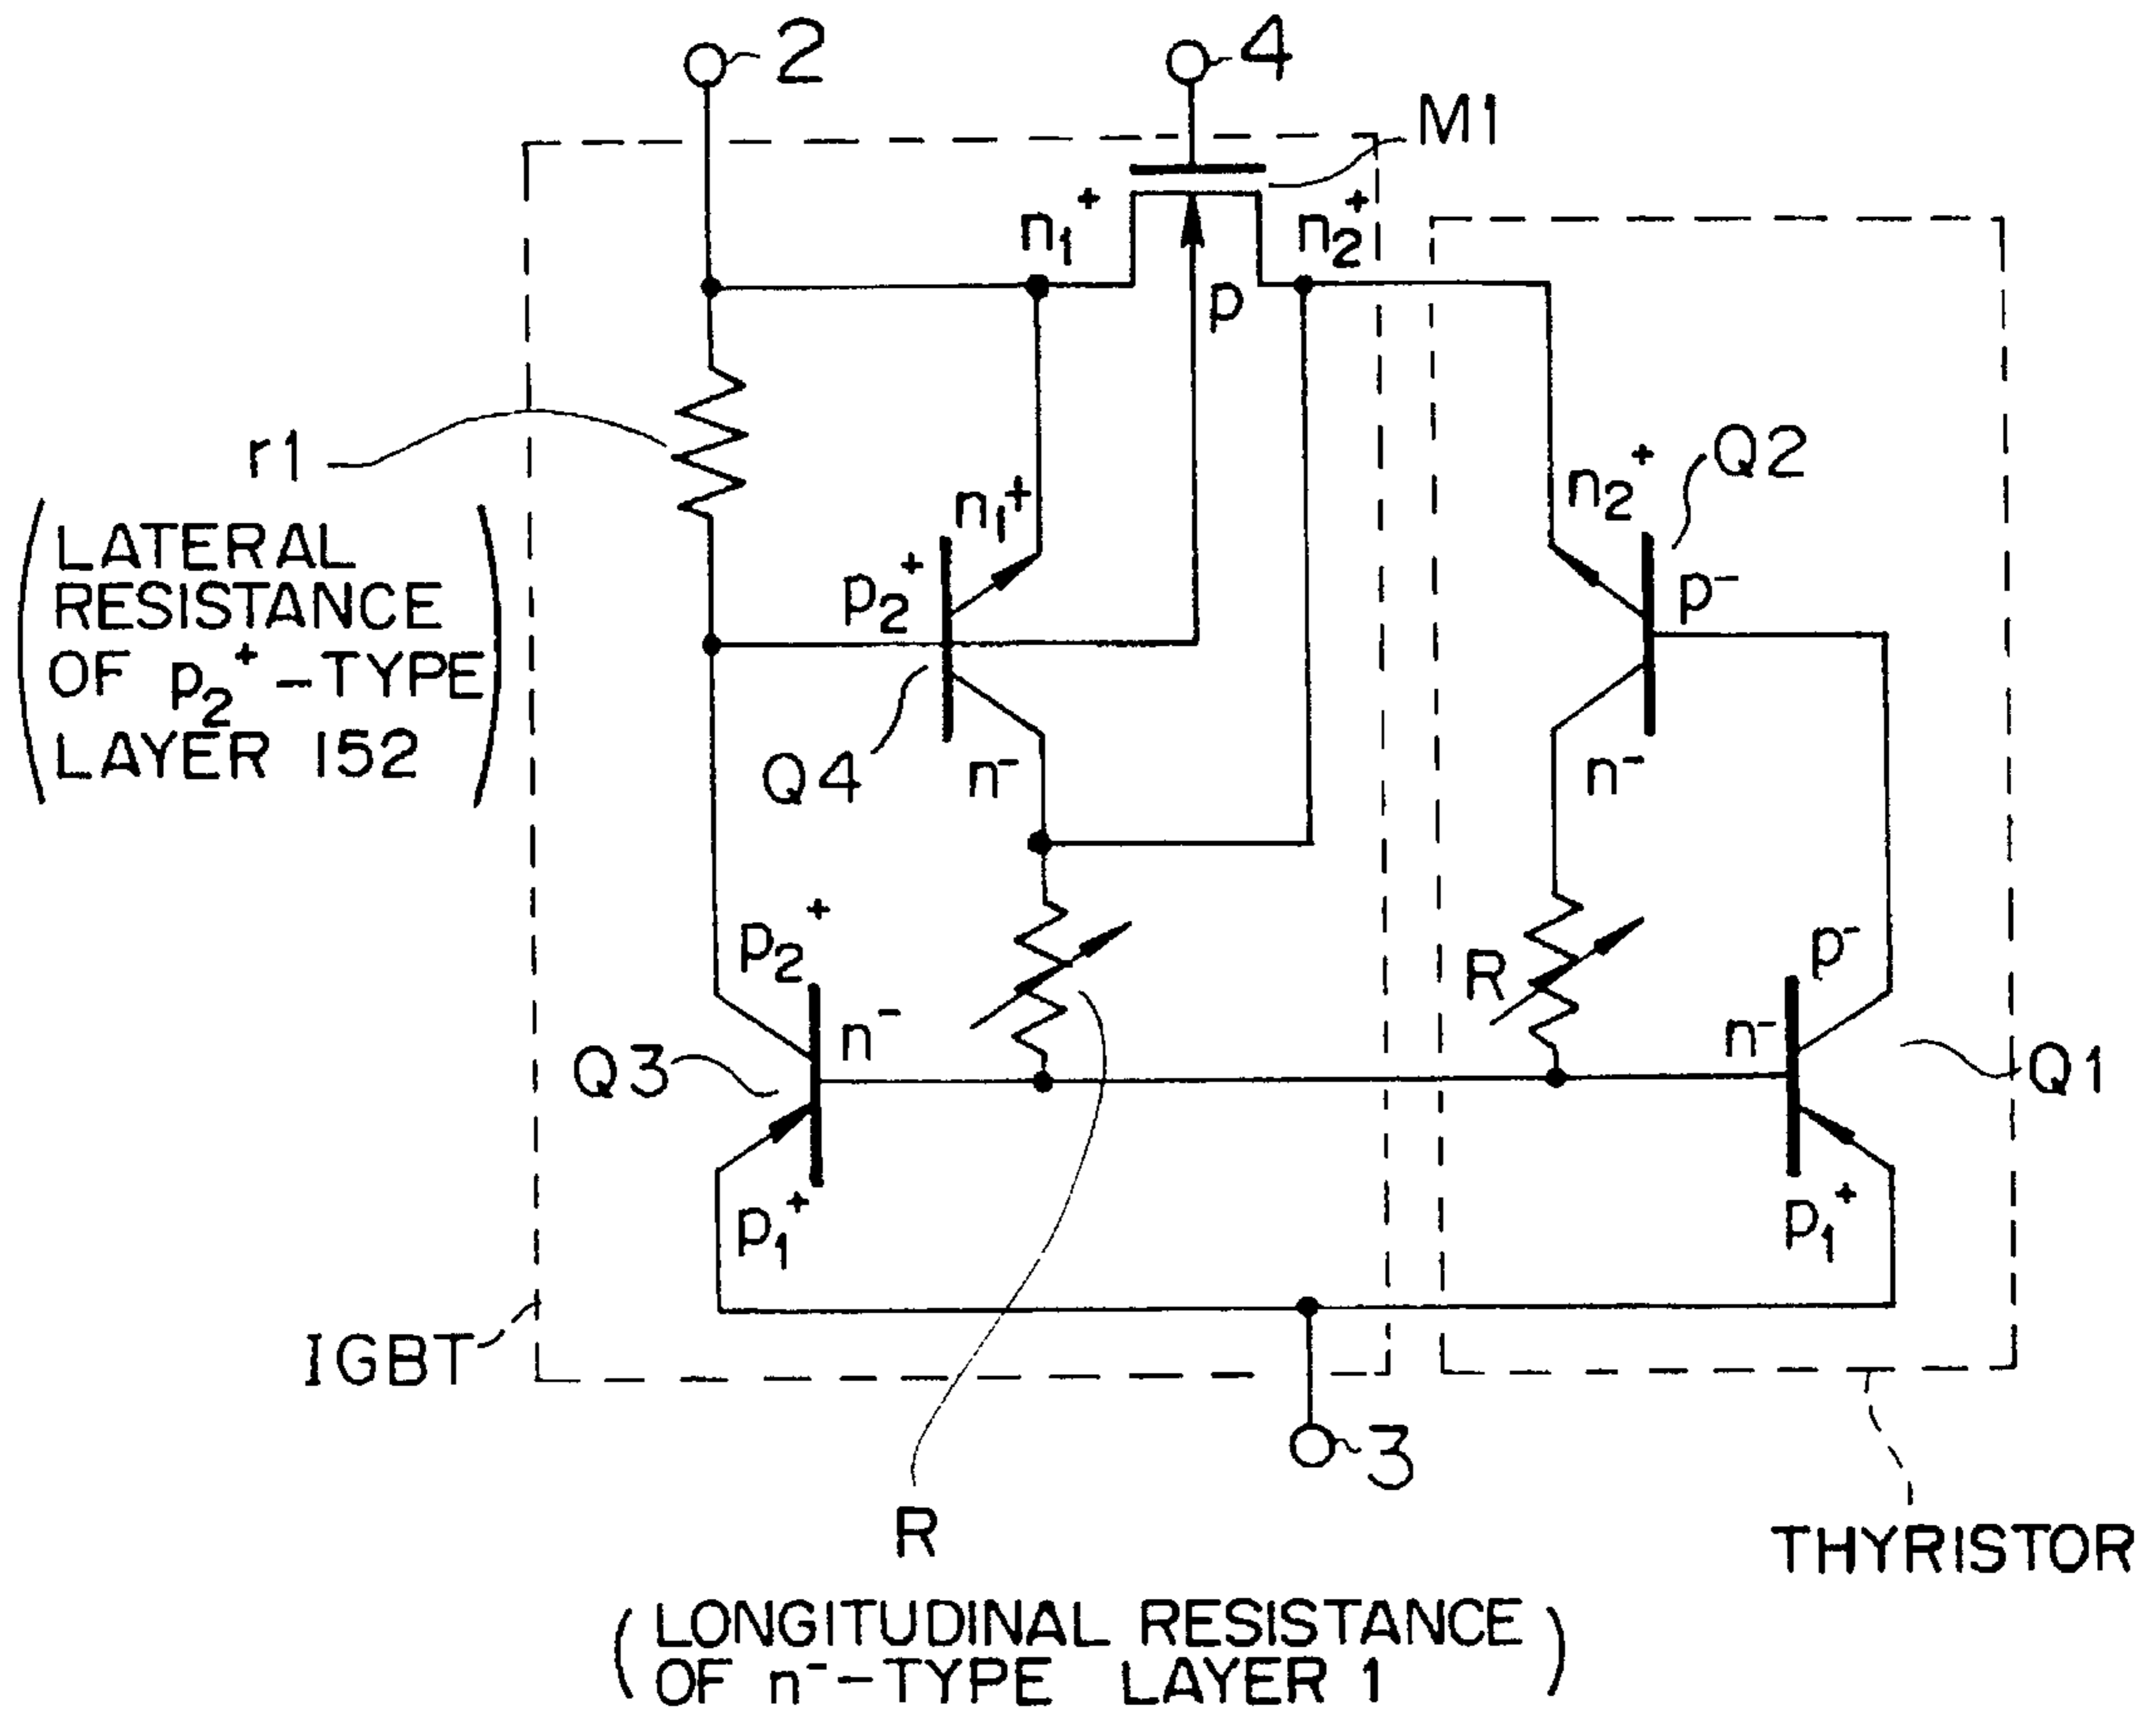 2
4
M1
n1+
n2+
p
r1
(LATERAL
RESISTANCE
OF p2+-TYPE
LAYER 152)
n1+
p2+
Q4
n-
n2+
Q2
p-
n-
p2+
n-
Q3
p1+
R
p-
n-
Q1
p1+
IGBT
3
R
THYRISTOR
(LONGITUDINAL RESISTANCE
OF n--TYPE LAYER 1)